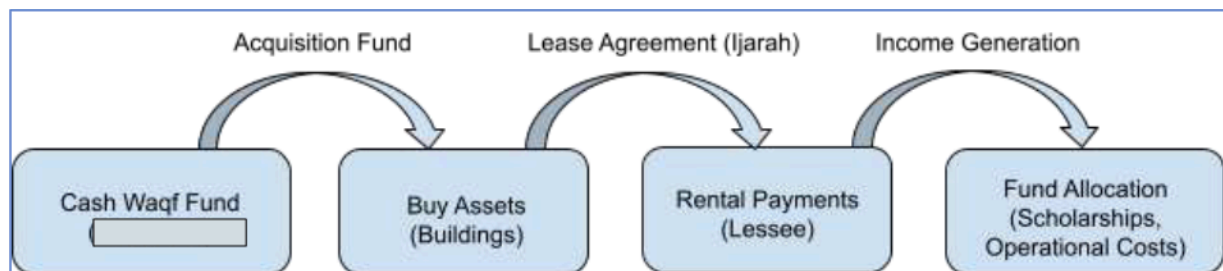 Acquisition Fund
Lease Agreement (Ijarah)
Income Generation
Cash Waqf Fund
(
Buy Assets
(Buildings)
Rental Payments
(Lessee)
Fund Allocation
(Scholarships,
Operational Costs)